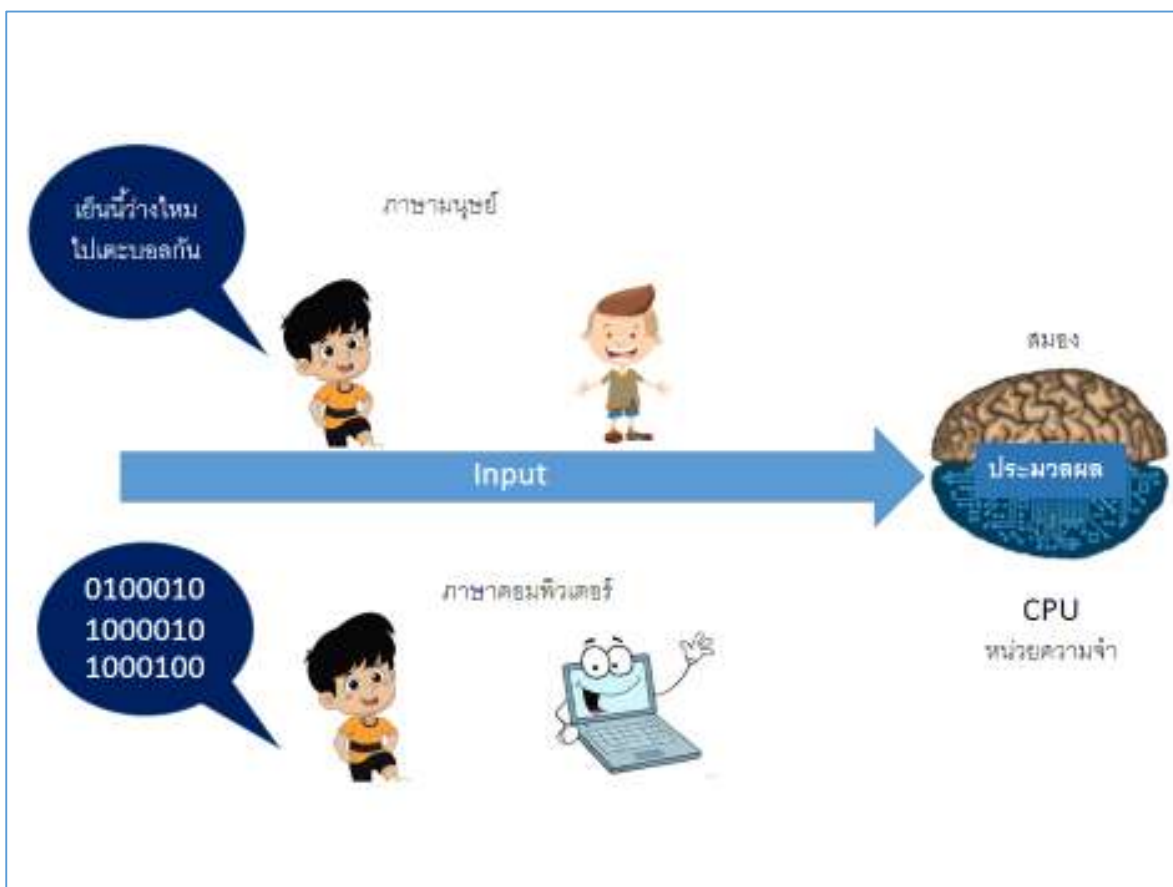 เย็นนี้ว่างไหม
ไปเตะบอลกัน
ภาษามนุษย์
สมอง
Input
ประมวลผล
0100010
1000010
1000100
ภาษาคอมพิวเตอร์
CPU
หน่วยความจำ